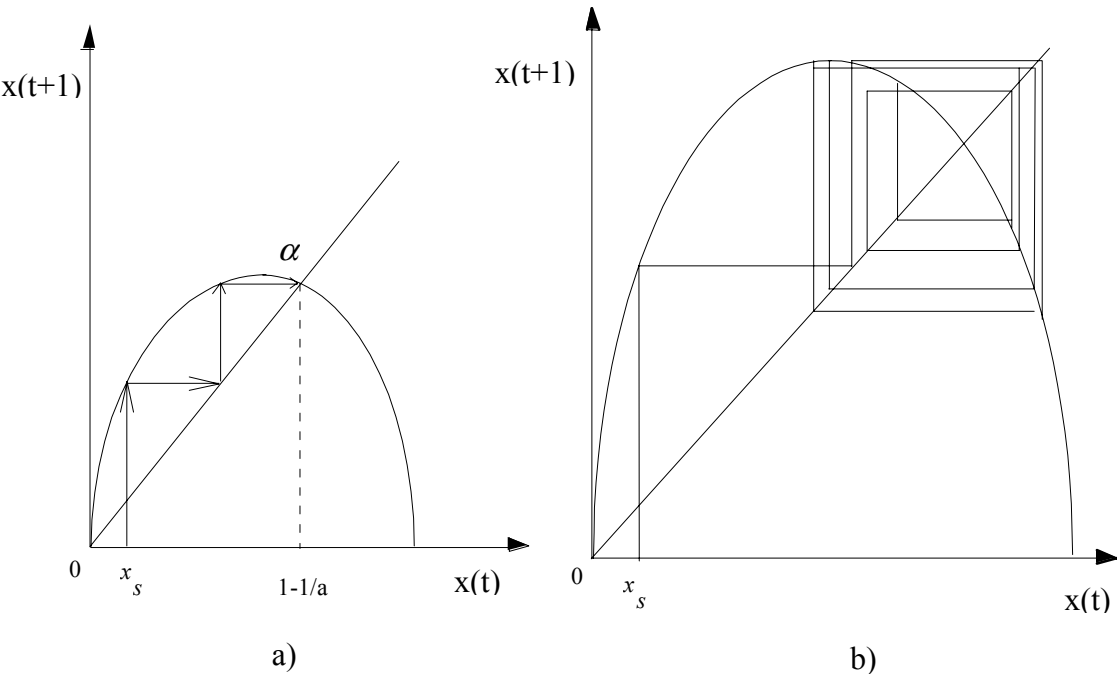 x(t+1)
α
0
x_s
1-1/a
x(t)
a)
x(t+1)
0
x_s
x(t)
b)